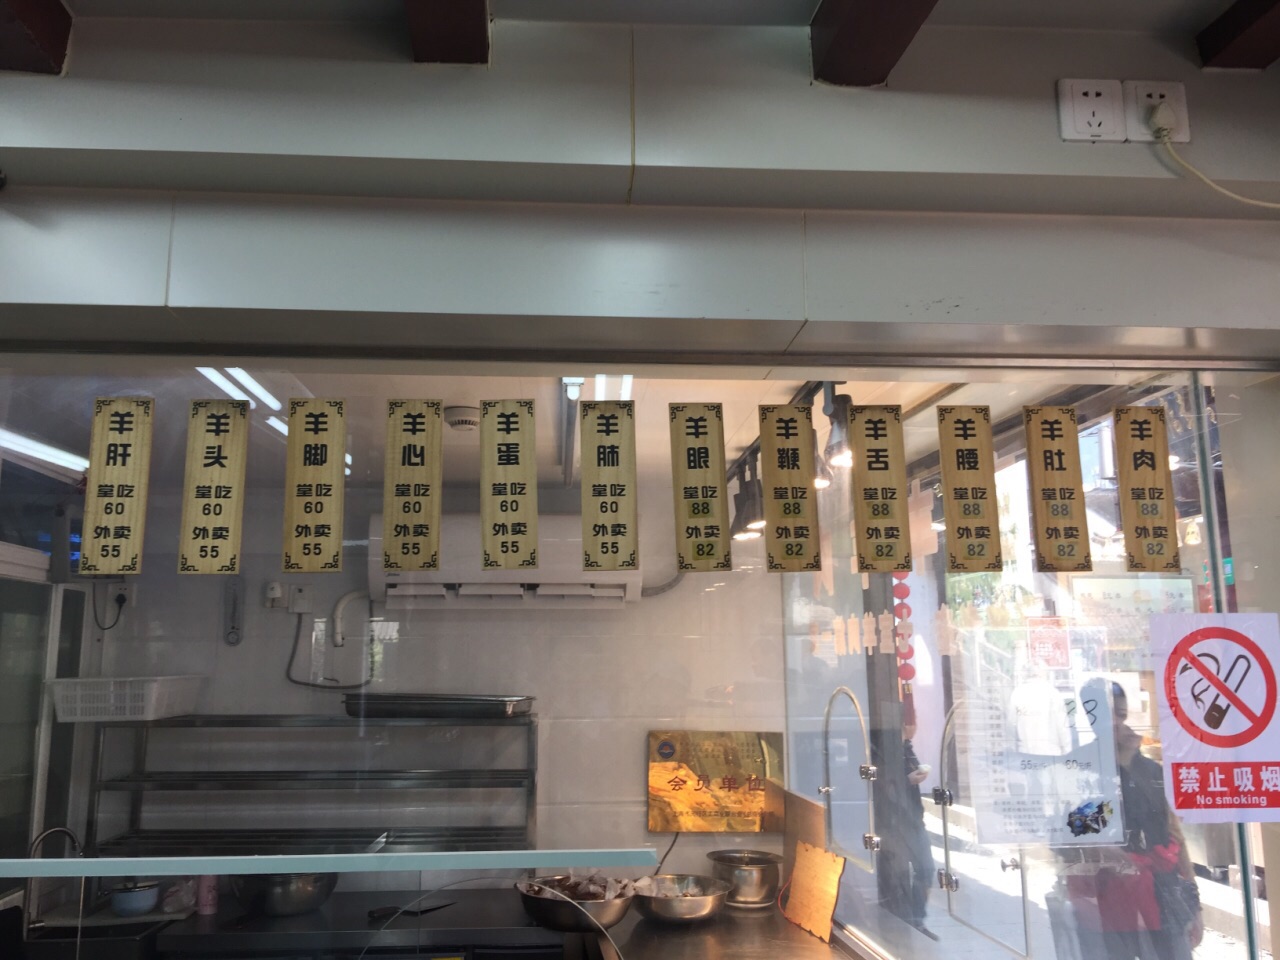 羊肝
堂吃
60
外卖
55
羊头
堂吃
60
外卖
55
羊脚
堂吃
60
外卖
55
羊心
堂吃
60
外卖
55
羊蛋
堂吃
60
外卖
55
羊肺
堂吃
60
外卖
55
羊眼
堂吃
88
外卖
82
羊鞭
堂吃
88
外卖
82
羊舌
堂吃
88
外卖
82
羊腰
堂吃
88
外卖
82
羊肚
堂吃
88
外卖
82
羊肉
堂吃
88
外卖
82
会员单位
禁止吸烟
No smoking